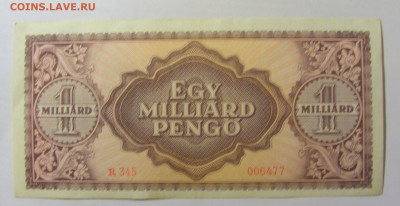 COINS.LAVE.RU
EGY
MILLIÁRD
PENGŐ
1
MILLIÁRD
1
MILLIÁRD
B 345 006477